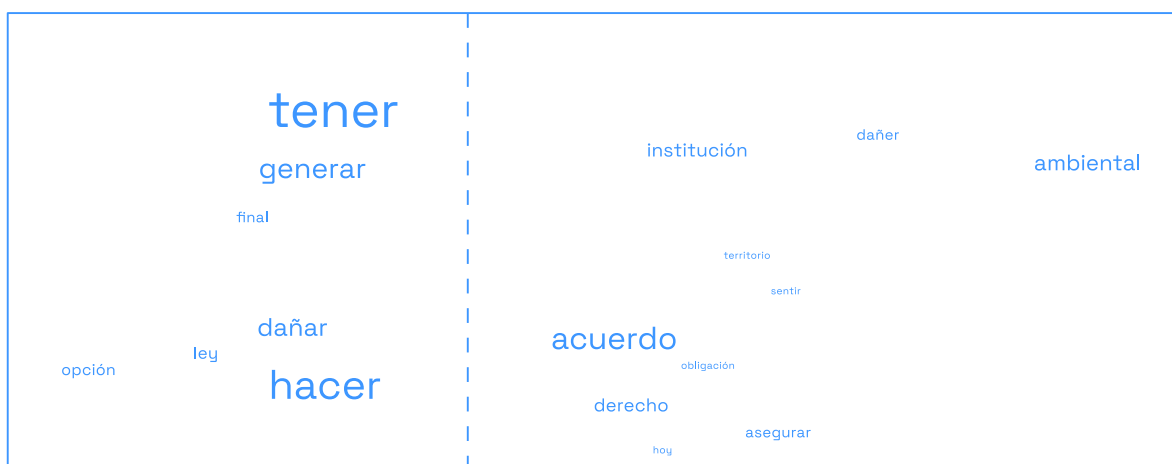 tener
generar
final
dañar
ley
opción
hacer
dañer
institución
ambiental
territorio
sentir
acuerdo
obligación
derecho
asegurar
hoy